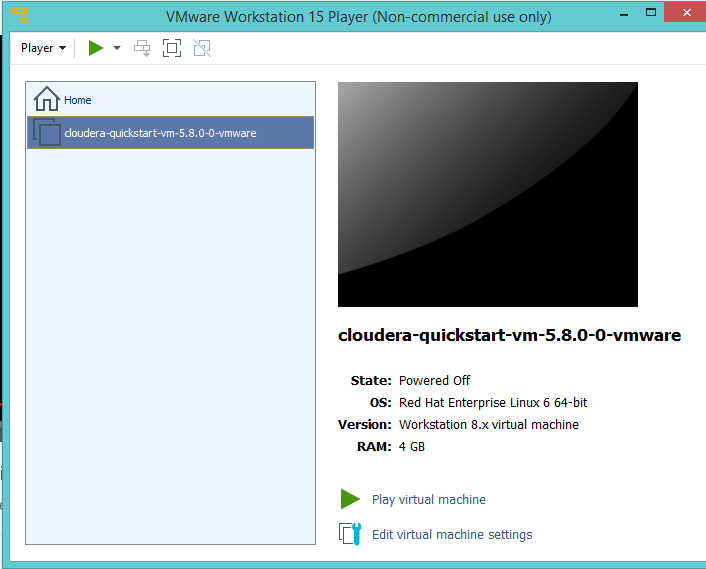 VMware Workstation 15 Player (Non-commercial use only)
Player
Home
cloudera-quickstart-vm-5.8.0-0-vmware
cloudera-quickstart-vm-5.8.0-0-vmware
State: Powered Off
OS: Red Hat Enterprise Linux 6 64-bit
Version: Workstation 8.x virtual machine
RAM: 4 GB
Play virtual machine
Edit virtual machine settings